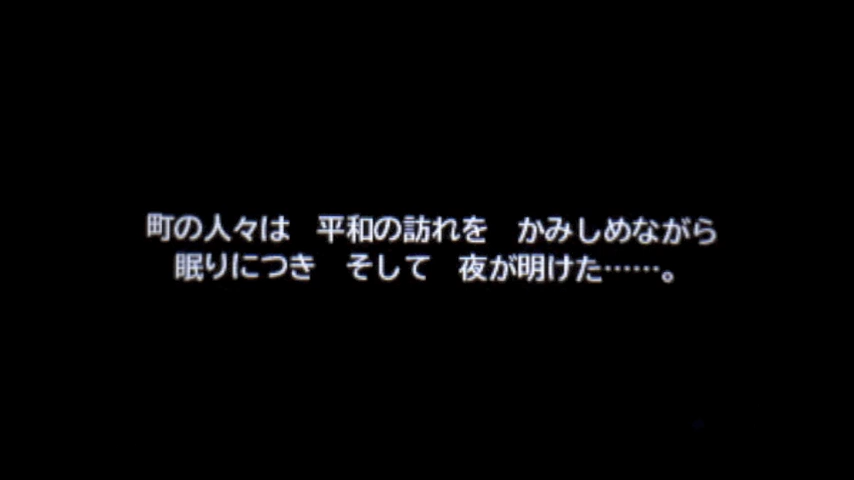 町の人々は　平和の訪れを　かみしめながら
眠りにつき　そして　夜が明けた……。